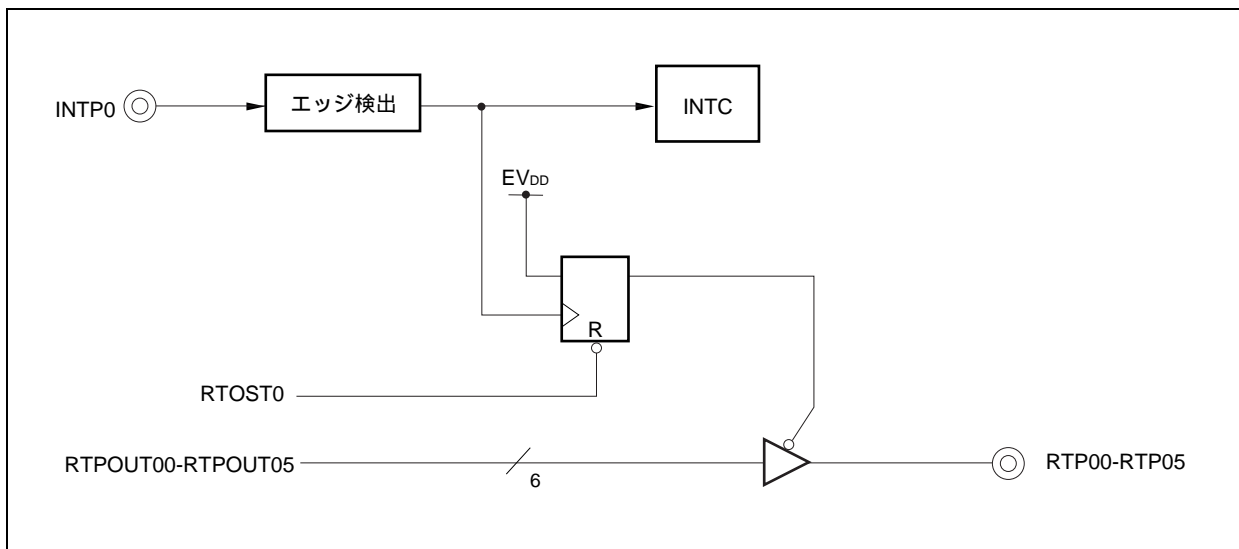 INTP0
エッジ検出
INTC
EVDD
R
RTOST0
RTPOUT00-RTPOUT05
6
RTP00-RTP05